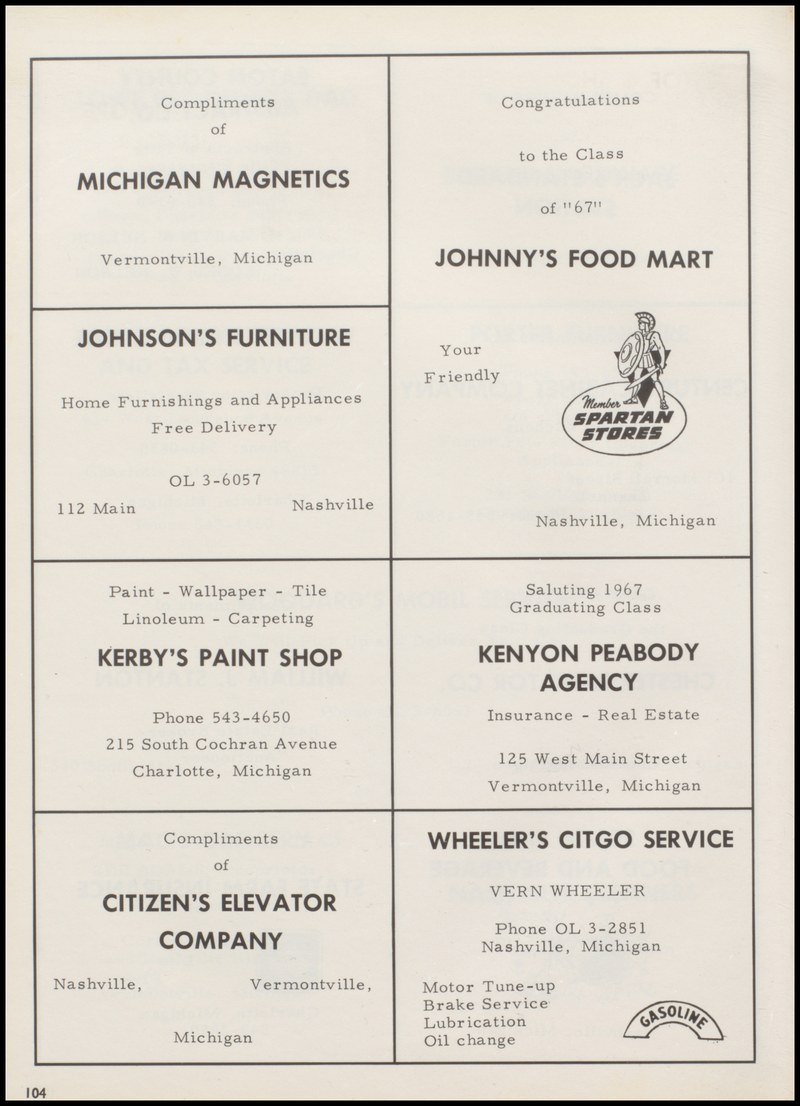 Compliments
of
MICHIGAN MAGNETICS
Vermontville, Michigan
Congratulations
to the Class
of "67"
JOHNNY'S FOOD MART
Your
Friendly
Member
SPARTAN
STORES
Nashville, Michigan
JOHNSON'S FURNITURE
Home Furnishings and Appliances
Free Delivery
OL 3-6057
112 Main Nashville
Paint - Wallpaper - Tile
Linoleum - Carpeting
KERBY'S PAINT SHOP
Phone 543-4650
215 South Cochran Avenue
Charlotte, Michigan
Saluting 1967
Graduating Class
KENYON PEABODY
AGENCY
Insurance - Real Estate
125 West Main Street
Vermontville, Michigan
Compliments
of
CITIZEN'S ELEVATOR
COMPANY
Nashville, Vermontville,
Michigan
WHEELER'S CITGO SERVICE
VERN WHEELER
Phone OL 3-2851
Nashville, Michigan
Motor Tune-up
Brake Service
Lubrication
Oil change
GASOLINE
104